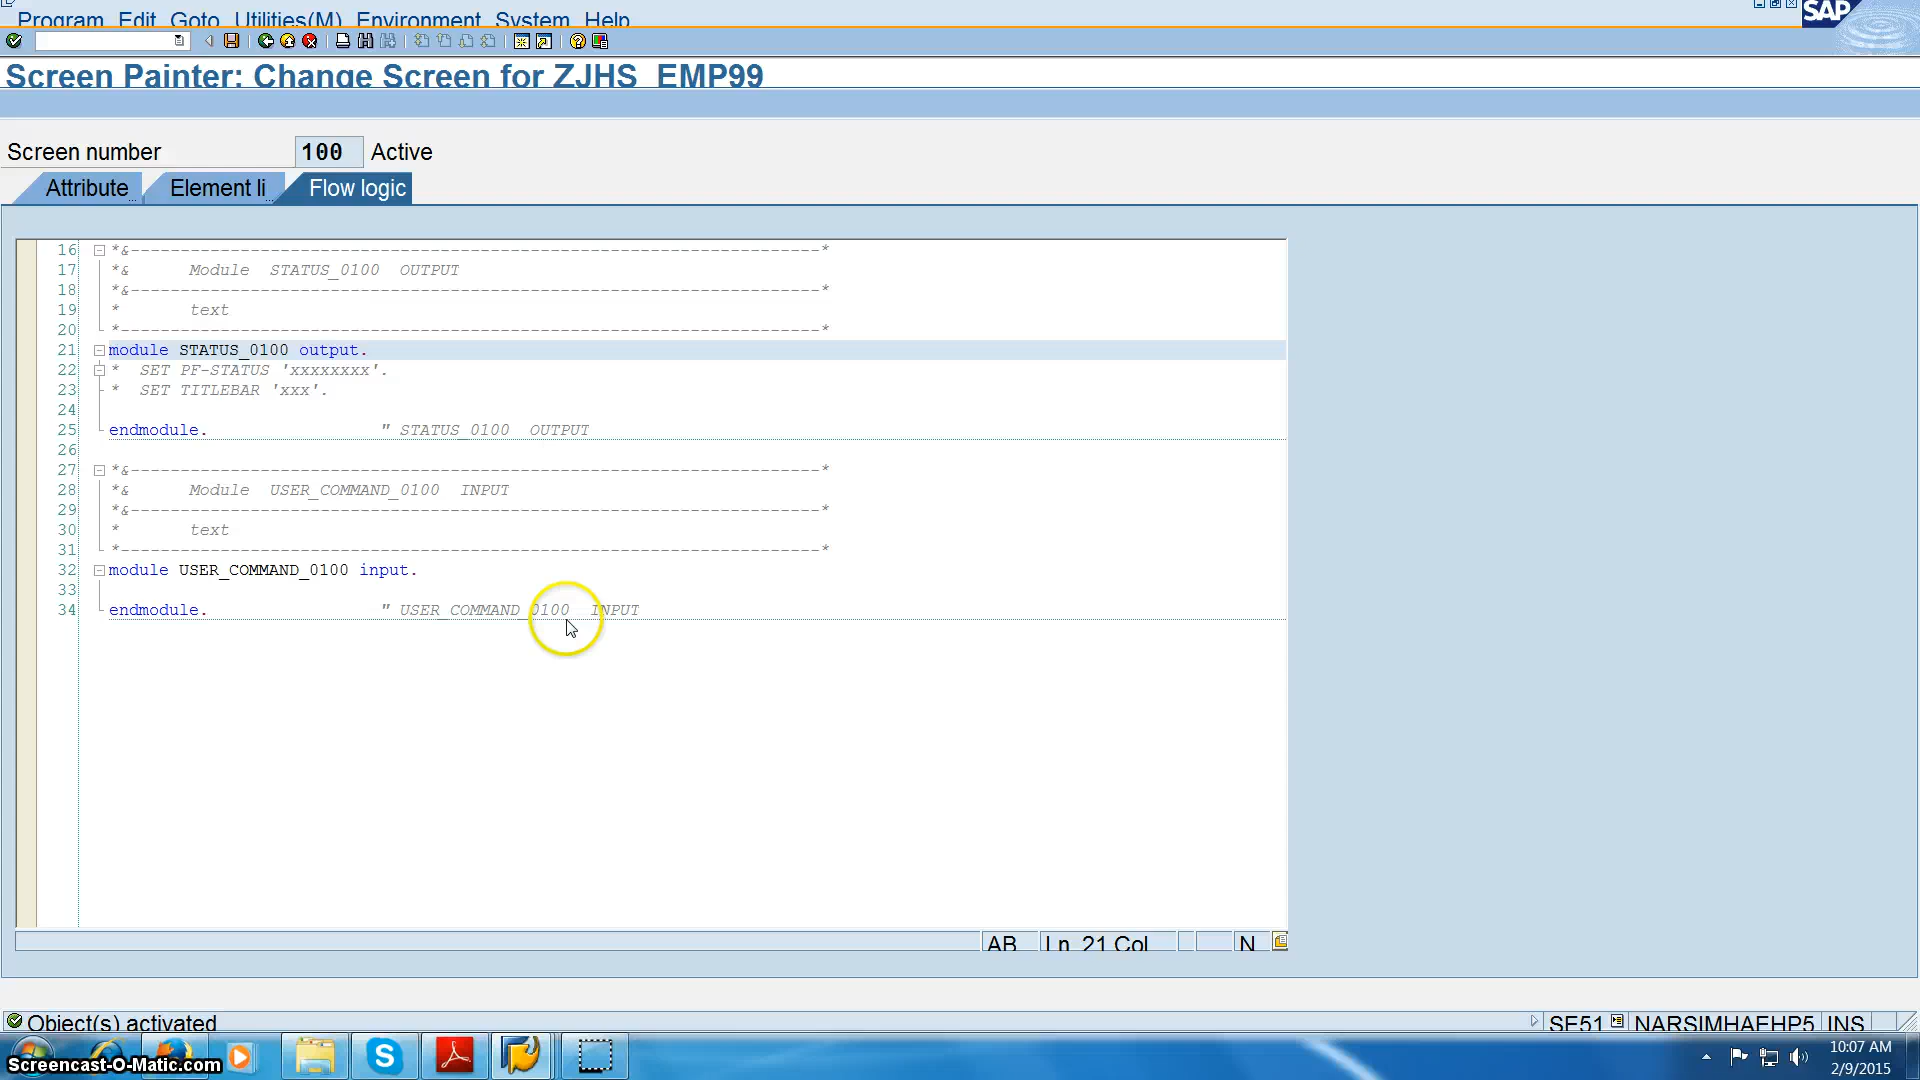 Program Edit Goto Utilities(M) Environment System Help
SAP
Screen Painter: Change Screen for ZJHS_EMP99
Screen number 100 Active
Attribute Element li Flow logic
16 *&---------------------------------------------------------------------*
17 *& Module STATUS_0100 OUTPUT
18 *&---------------------------------------------------------------------*
19 * text
20 *----------------------------------------------------------------------*
21 module STATUS_0100 output.
22 * SET PF-STATUS 'xxxxxxxx'.
23 * SET TITLEBAR 'xxx'.
24
25 endmodule. " STATUS_0100 OUTPUT
26
27 *&---------------------------------------------------------------------*
28 *& Module USER_COMMAND_0100 INPUT
29 *&---------------------------------------------------------------------*
30 * text
31 *----------------------------------------------------------------------*
32 module USER_COMMAND_0100 input.
33
34 endmodule. " USER_COMMAND_0100 INPUT
AB Ln 21 Col N
Object(s) activated SE51 NARSIMHAEHP5 INS
Screencast-O-Matic.com
10:07 AM
2/9/2015